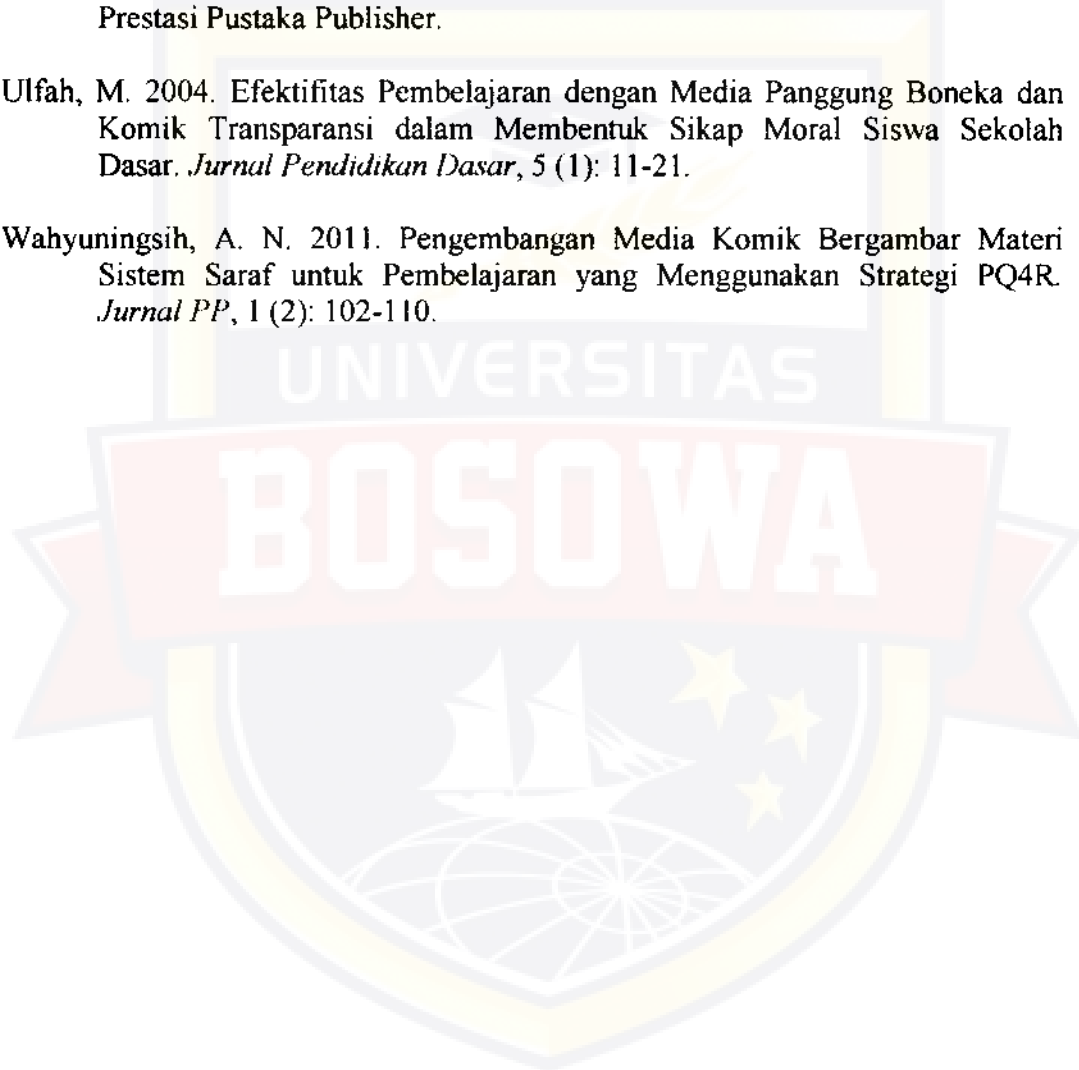 Prestasi Pustaka Publisher.
Ulfah, M. 2004. Efektifitas Pembelajaran dengan Media Panggung Boneka dan
Komik Transparansi dalam Membentuk Sikap Moral Siswa Sekolah
Dasar. Jurnal Pendidikan Dasar, 5 (1): 11-21.
Wahyuningsih, A. N. 2011. Pengembangan Media Komik Bergambar Materi
Sistem Saraf untuk Pembelajaran yang Menggunakan Strategi PQ4R.
Jurnal PP, 1 (2): 102-110.
UNIVERSITAS
BOSOWA